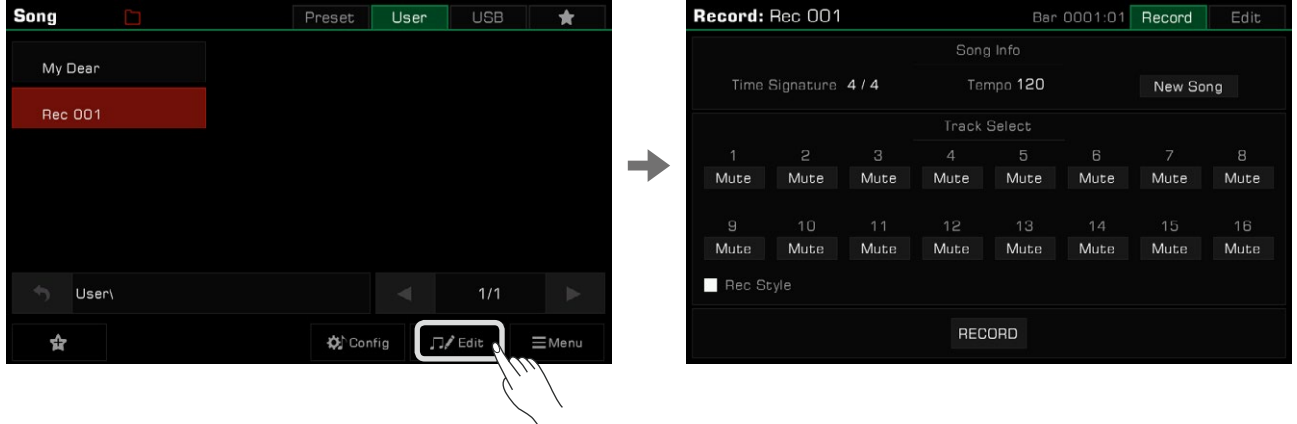 Song Preset User USB
My Dear
Rec 001
User\ 1/1
Config Edit Menu
Record: Rec 001 Bar 0001:01 Record Edit
Song Info
Time Signature 4 / 4 Tempo 120 New Song
Track Select
1 2 3 4 5 6 7 8
Mute Mute Mute Mute Mute Mute Mute Mute
9 10 11 12 13 14 15 16
Mute Mute Mute Mute Mute Mute Mute Mute
Rec Style
RECORD